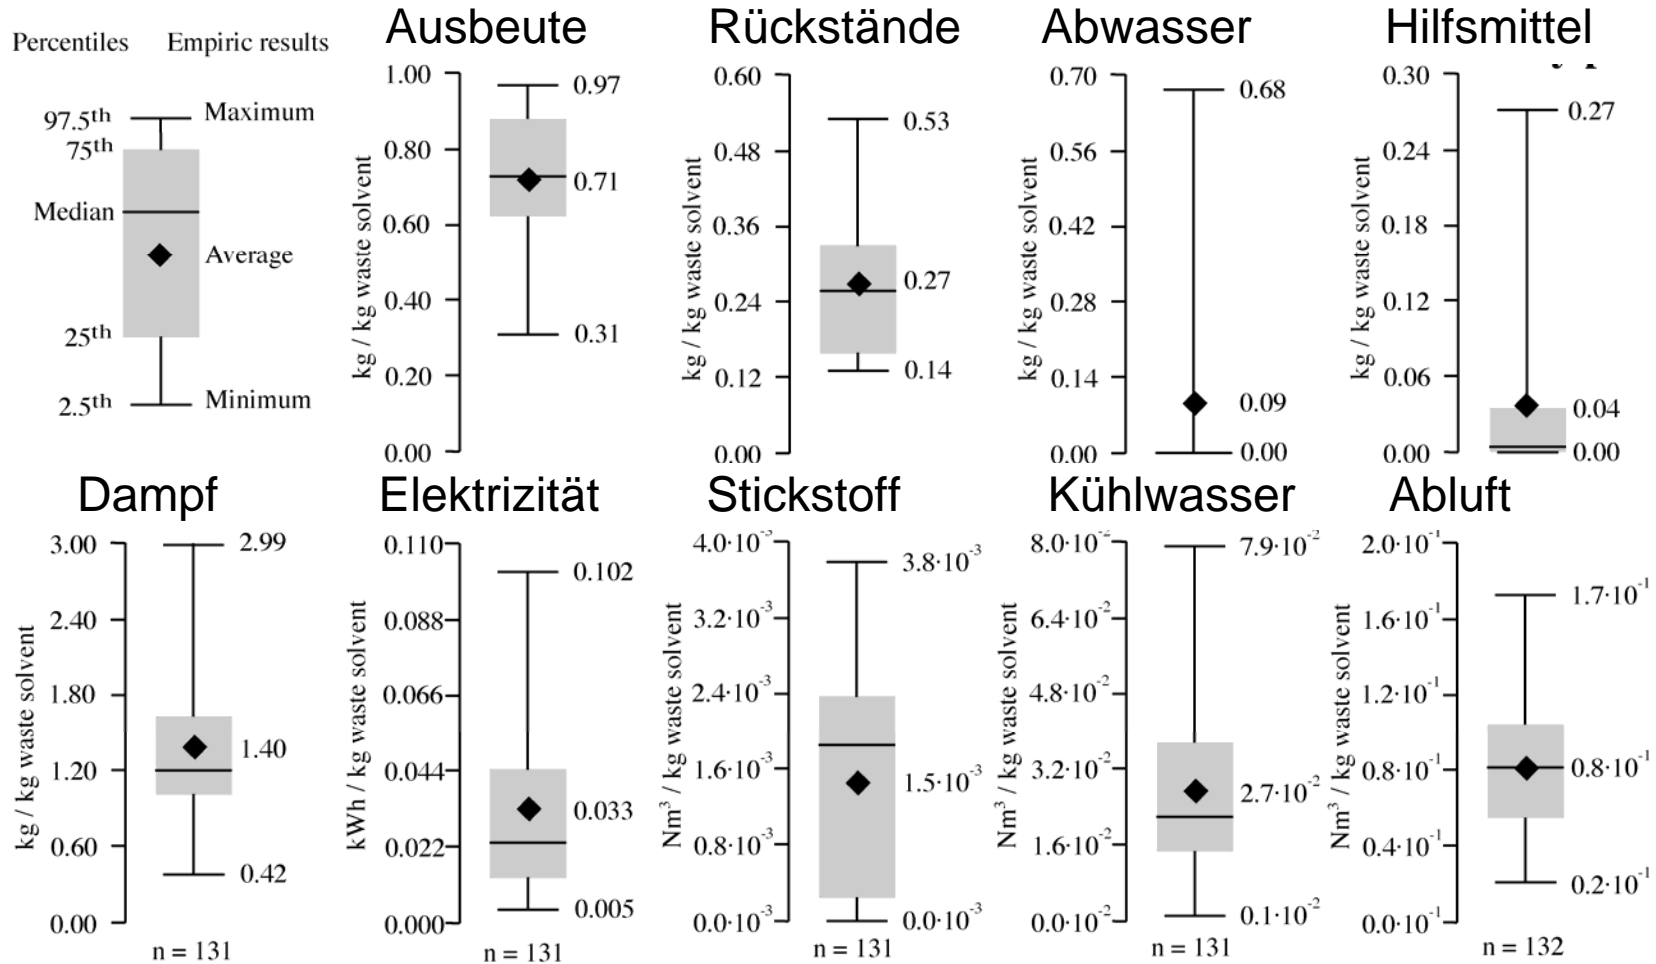 Percentiles Empiric results
97.5th Maximum
75th
Median
Average
25th
2.5th Minimum
Ausbeute
kg / kg waste solvent
1.00
0.80
0.60
0.40
0.20
0.00
0.97
0.71
0.31
Rückstände
kg / kg waste solvent
0.60
0.48
0.36
0.24
0.12
0.00
0.53
0.27
0.14
Abwasser
kg / kg waste solvent
0.70
0.56
0.42
0.28
0.14
0.00
0.68
0.09
0.00
Hilfsmittel
kg / kg waste solvent
0.30
0.24
0.18
0.12
0.06
0.00
0.27
0.04
0.00
Dampf
kg / kg waste solvent
3.00
2.40
1.80
1.20
0.60
0.00
2.99
1.40
0.42
n = 131
Elektrizität
kWh / kg waste solvent
0.110
0.088
0.066
0.044
0.022
0.000
0.102
0.033
0.005
n = 131
Stickstoff
Nm³ / kg waste solvent
4.0·10⁻³
3.2·10⁻³
2.4·10⁻³
1.6·10⁻³
0.8·10⁻³
0.0·10⁻³
3.8·10⁻³
1.5·10⁻³
0.0·10⁻³
n = 131
Kühlwasser
Nm³ / kg waste solvent
8.0·10⁻²
6.4·10⁻²
4.8·10⁻²
3.2·10⁻²
1.6·10⁻²
0.0·10⁻²
7.9·10⁻²
2.7·10⁻²
0.1·10⁻²
n = 131
Abluft
Nm³ / kg waste solvent
2.0·10⁻¹
1.6·10⁻¹
1.2·10⁻¹
0.8·10⁻¹
0.4·10⁻¹
0.0·10⁻¹
1.7·10⁻¹
0.8·10⁻¹
0.2·10⁻¹
n = 132